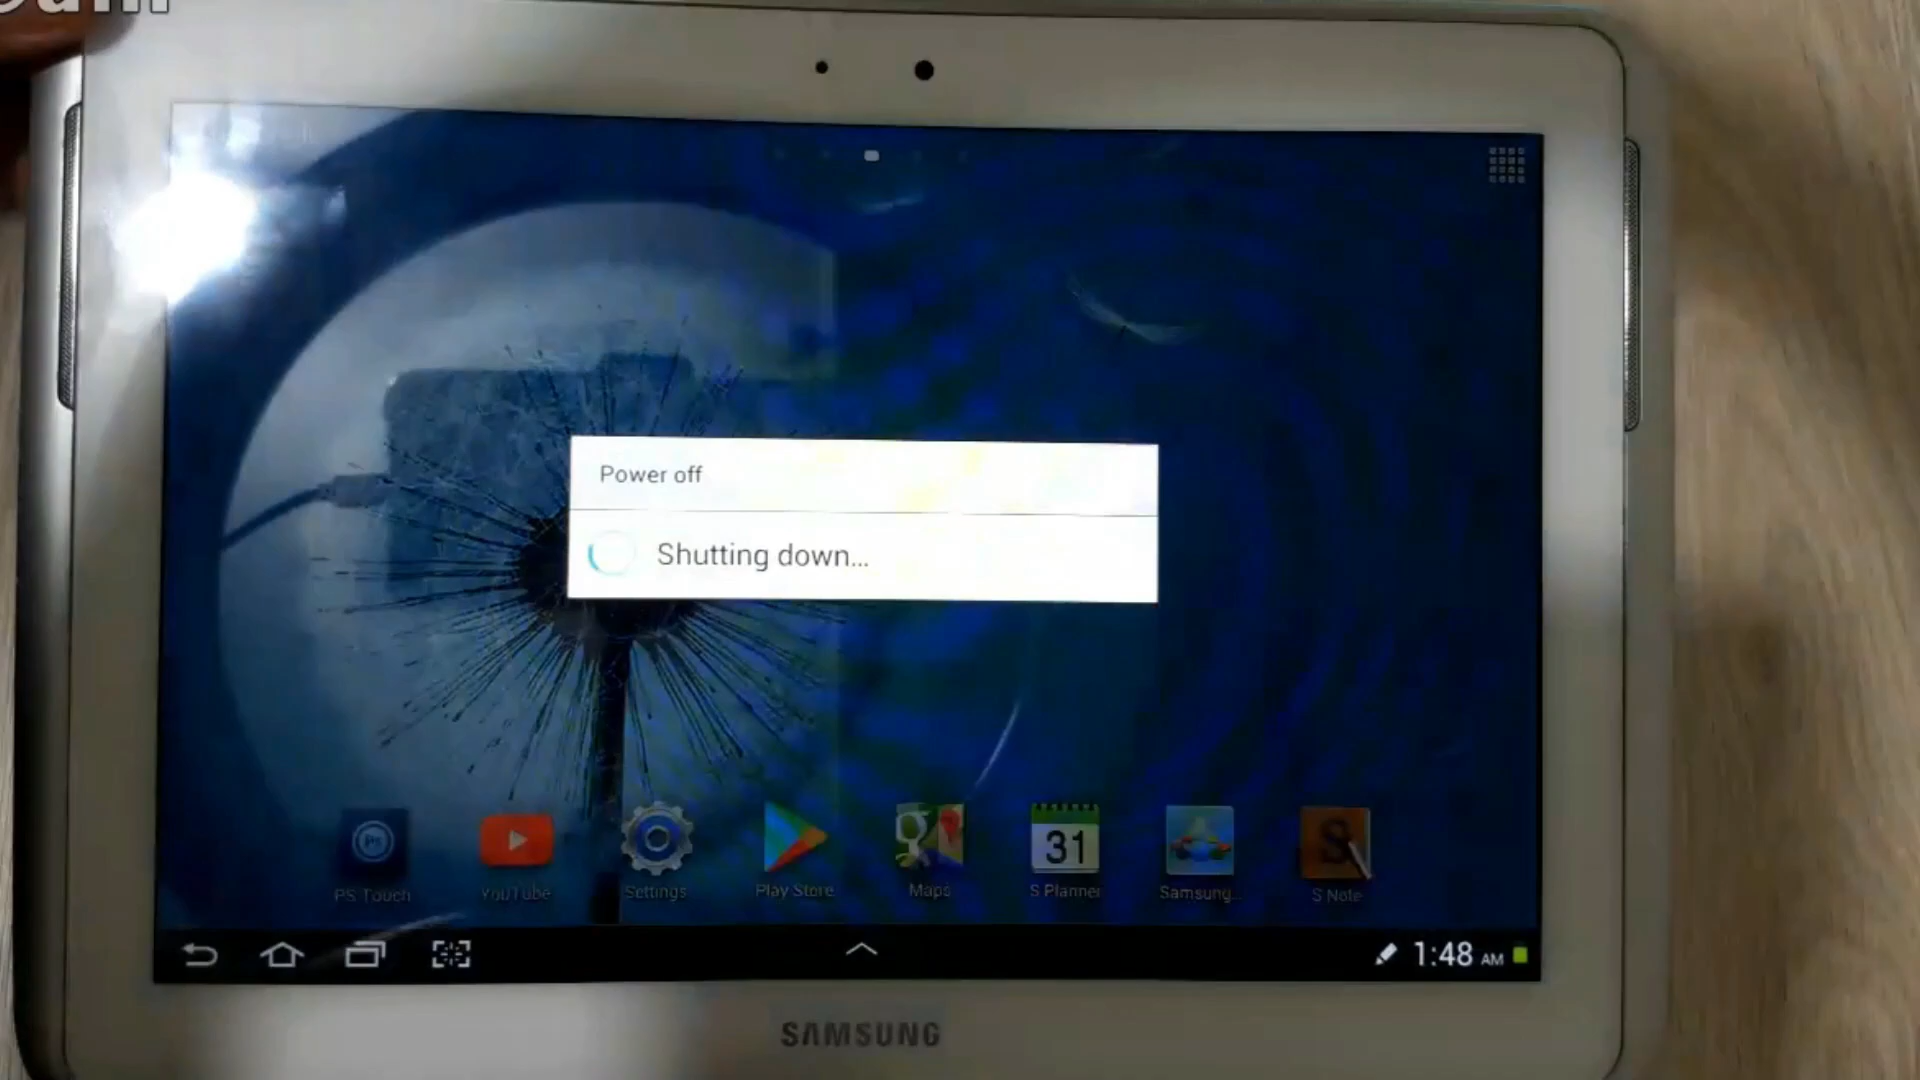 Power off
Shutting down...
Ps
31
S
PS Touch
YouTube
Settings
Play Store
Maps
S Planner
Samsung...
S Note
1:48 AM
SAMSUNG